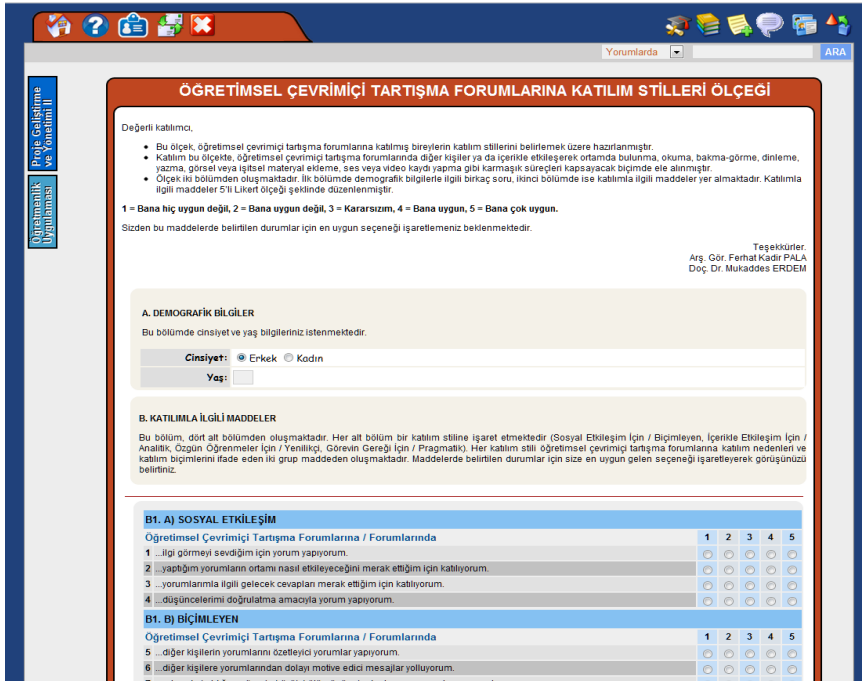 Yorumlarda
ARA
Proje Geliştirme
ve Yönetimi II
Öğretmenlik
Uygulaması
ÖĞRETİMSEL ÇEVRİMİÇİ TARTIŞMA FORUMLARINA KATILIM STİLLERİ ÖLÇEĞİ
Değerli katılımcı,
• Bu ölçek, öğretimsel çevrimiçi tartışma forumlarına katılmış bireylerin katılım stillerini belirlemek üzere hazırlanmıştır.
• Katılım bu ölçekte, öğretimsel çevrimiçi tartışma forumlarında diğer kişiler ya da içerikle etkileşerek ortamda bulunma, okuma, bakma-görme, dinleme,
yazma, görsel veya işitsel materyal ekleme, ses veya video kaydı yapma gibi karmaşık süreçleri kapsayacak biçimde ele alınmıştır.
• Ölçek iki bölümden oluşmaktadır. İlk bölümde demografik bilgilerle ilgili birkaç soru, ikinci bölümde ise katılımla ilgili maddeler yer almaktadır. Katılımla
ilgili maddeler 5'li Likert ölçeği şeklinde düzenlenmiştir.
1 = Bana hiç uygun değil, 2 = Bana uygun değil, 3 = Kararsızım, 4 = Bana uygun, 5 = Bana çok uygun.
Sizden bu maddelerde belirtilen durumlar için en uygun seçeneği işaretlemeniz beklenmektedir.
Teşekkürler.
Arş. Gör. Ferhat Kadir PALA
Doç. Dr. Mukaddes ERDEM
A. DEMOGRAFİK BİLGİLER
Bu bölümde cinsiyet ve yaş bilgileriniz istenmektedir.
Cinsiyet: Erkek Kadın
Yaş:
B. KATILIMLA İLGİLİ MADDELER
Bu bölüm, dört alt bölümden oluşmaktadır. Her alt bölüm bir katılım stiline işaret etmektedir (Sosyal Etkileşim İçin / Biçimleyen, İçerikle Etkileşim İçin /
Analitik, Özgün Öğrenmeler İçin / Yenilikçi, Görevin Gereği İçin / Pragmatik). Her katılım stili öğretimsel çevrimiçi tartışma forumlarına katılım nedenleri ve
katılım biçimlerini ifade eden iki grup maddeden oluşmaktadır. Maddelerde belirtilen durumlar için size en uygun gelen seçeneği işaretleyerek görüşünüzü
belirtiniz.
B1. A) SOSYAL ETKİLEŞİM
Öğretimsel Çevrimiçi Tartışma Forumlarına / Forumlarında 1 2 3 4 5
1 ...ilgi görmeyi sevdiğim için yorum yapıyorum.
2 ...yaptığım yorumların ortamı nasıl etkileyeceğini merak ettiğim için katılıyorum.
3 ...yorumlarımla ilgili gelecek cevapları merak ettiğim için katılıyorum.
4 ...düşüncelerimi doğrulatma amacıyla yorum yapıyorum.
B1. B) BİÇİMLEYEN
Öğretimsel Çevrimiçi Tartışma Forumlarına / Forumlarında 1 2 3 4 5
5 ...diğer kişilerin yorumlarını özetleyici yorumlar yapıyorum.
6 ...diğer kişilere yorumlarından dolayı motive edici mesajlar yolluyorum.